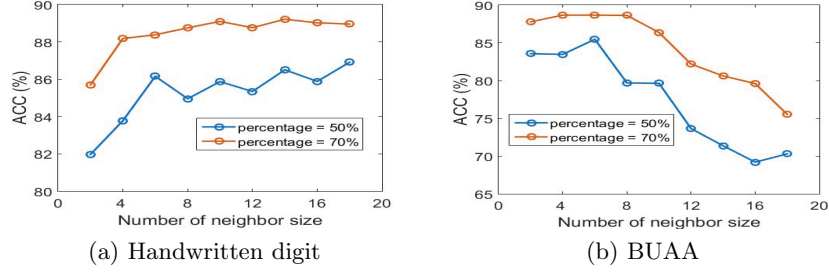 90
88
86
84
82
80
ACC (%)
percentage = 50%
percentage = 70%
0
4
8
12
16
20
Number of neighbor size
(a) Handwritten digit
90
85
80
75
70
65
ACC (%)
percentage = 50%
percentage = 70%
0
4
8
12
16
20
Number of neighbor size
(b) BUAA